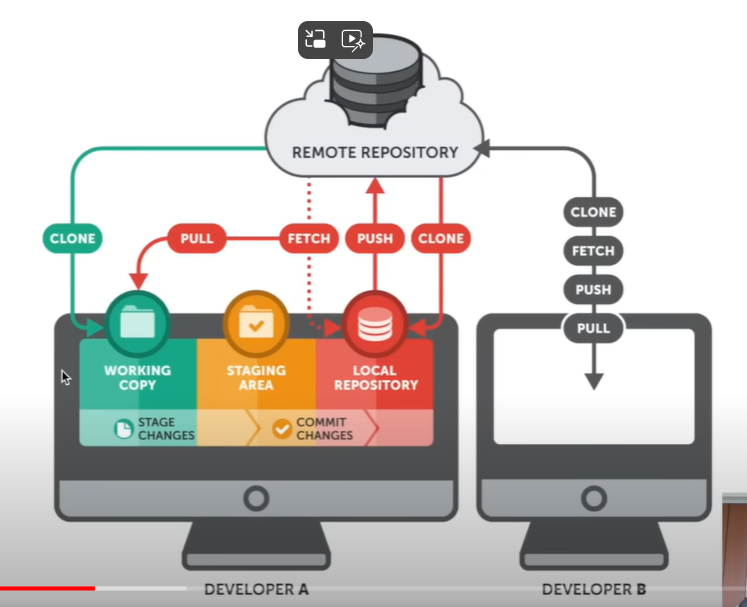 REMOTE REPOSITORY
CLONE
PULL
FETCH
PUSH
CLONE
CLONE
FETCH
PUSH
PULL
WORKING
COPY
STAGING
AREA
LOCAL
REPOSITORY
STAGE
CHANGES
COMMIT
CHANGES
DEVELOPER A
DEVELOPER B